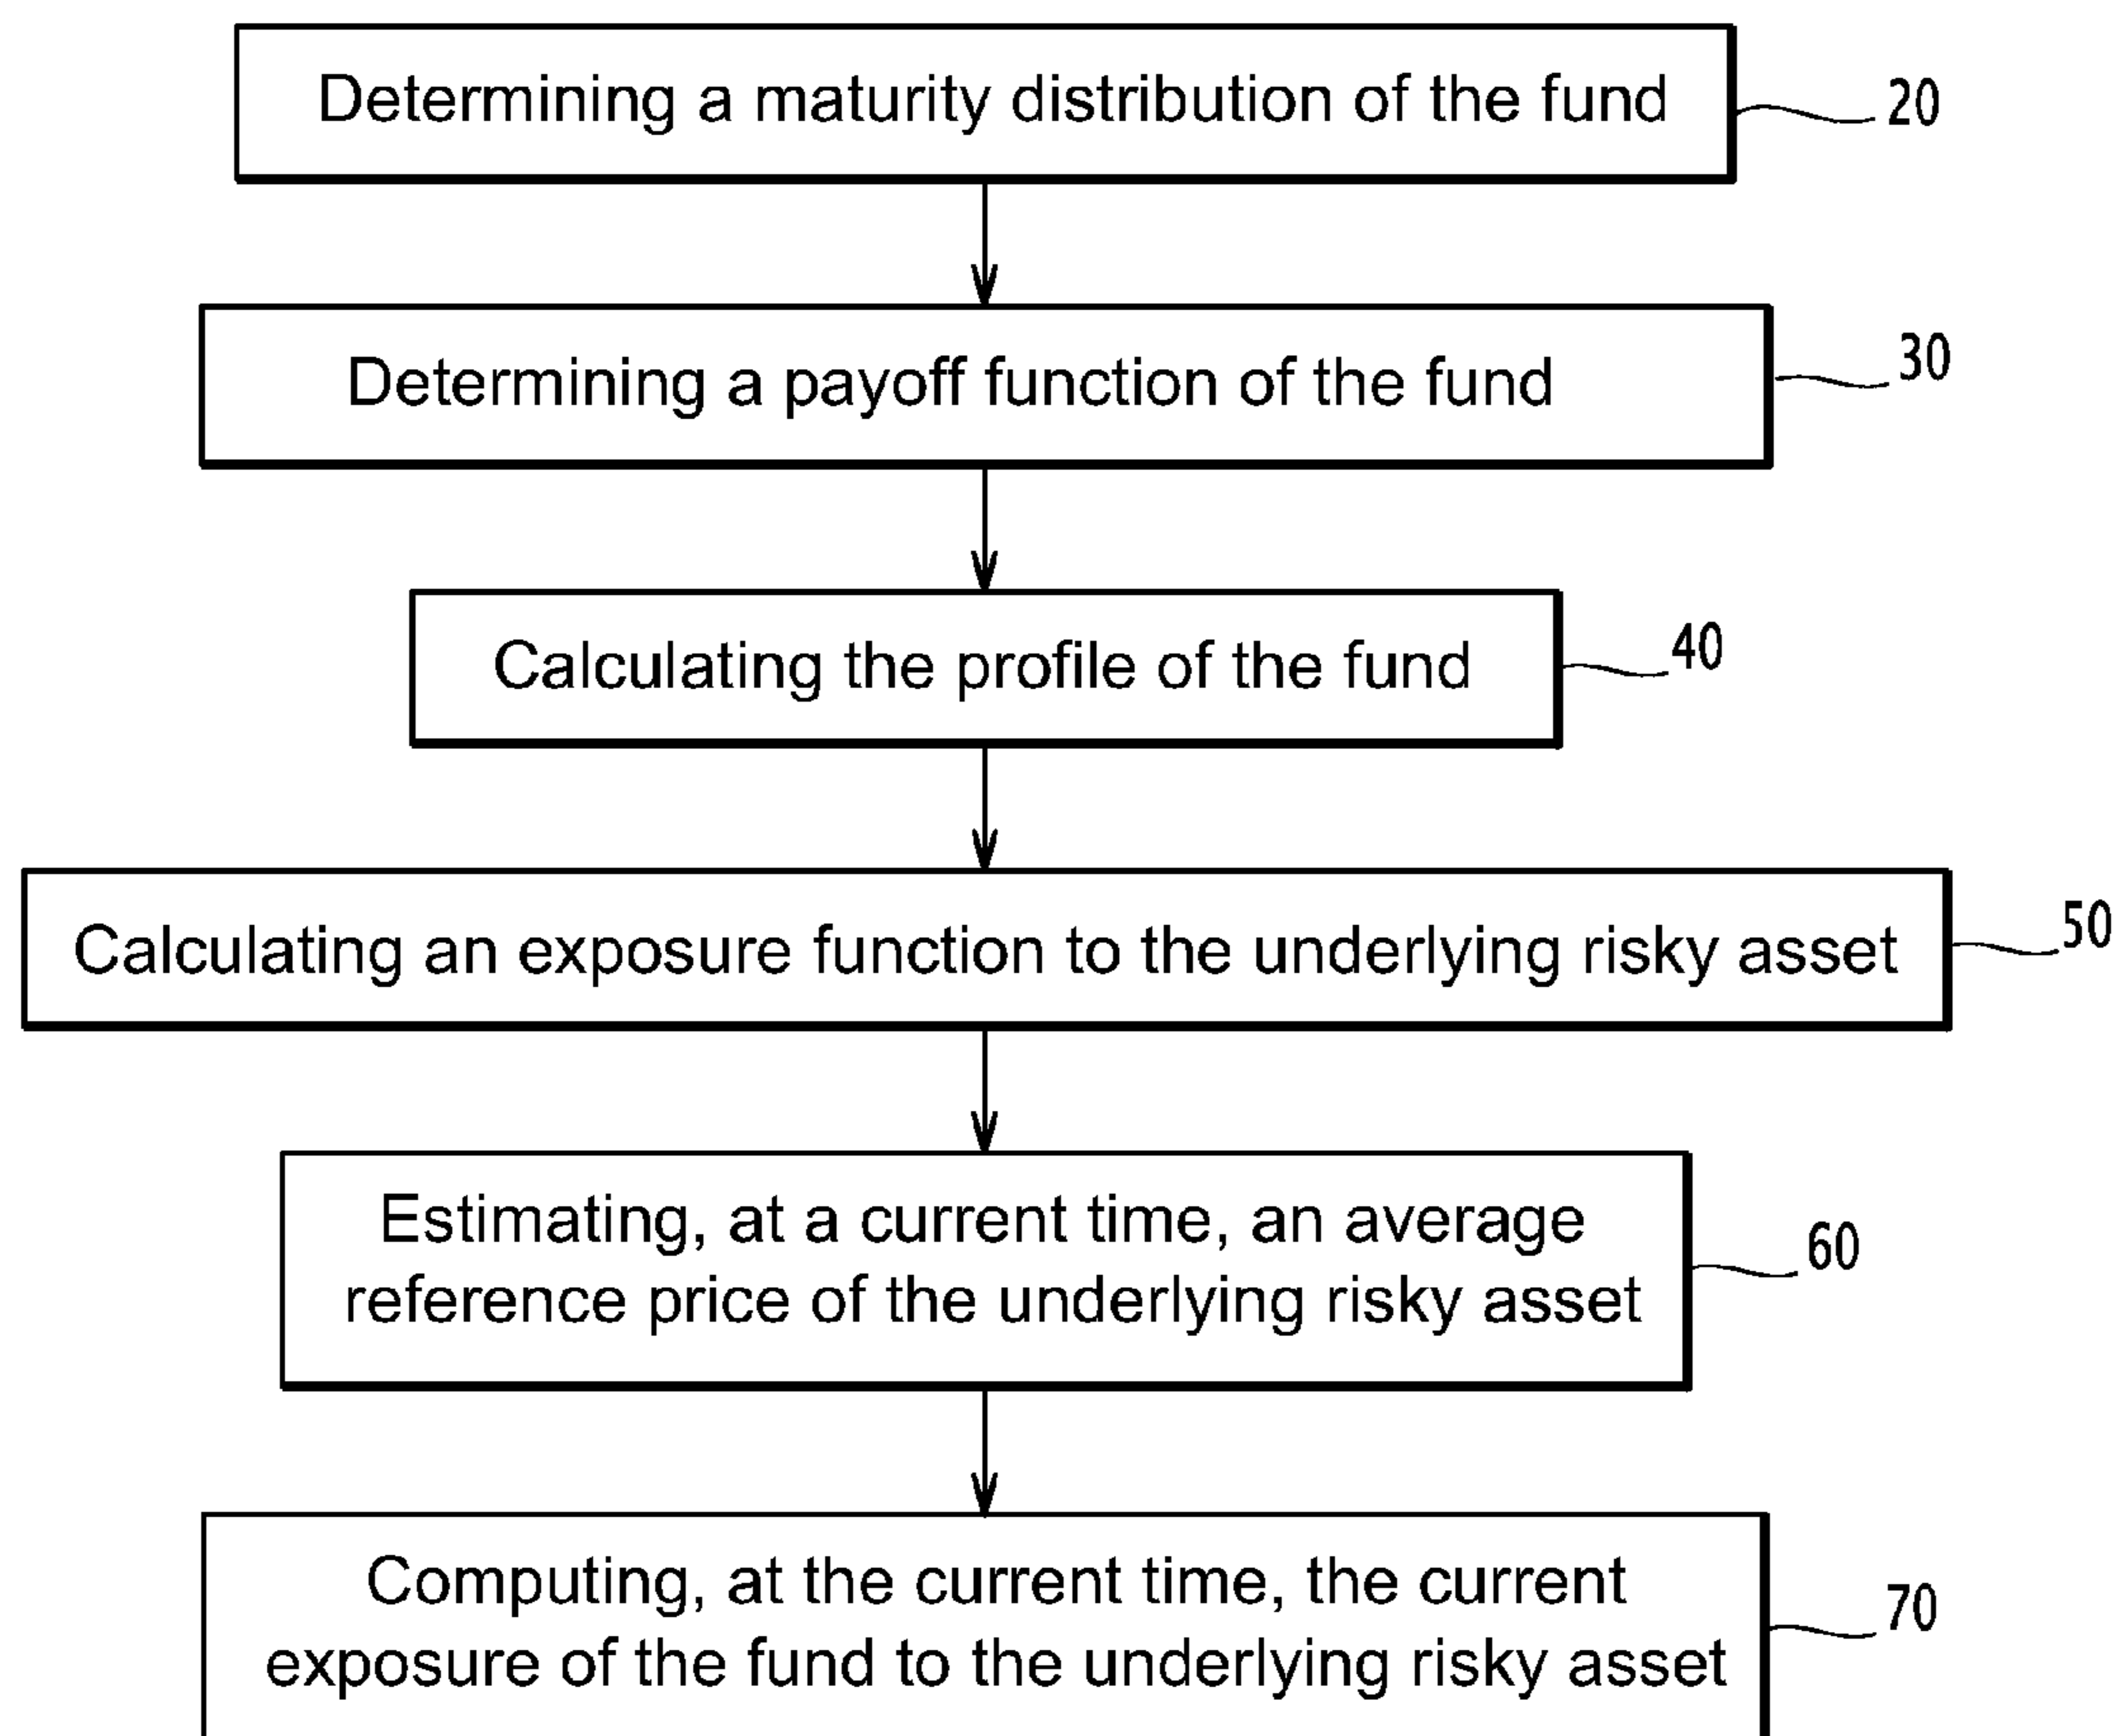 Determining a maturity distribution of the fund
20
Determining a payoff function of the fund
30
Calculating the profile of the fund
40
Calculating an exposure function to the underlying risky asset
50
Estimating, at a current time, an average
reference price of the underlying risky asset
60
Computing, at the current time, the current
exposure of the fund to the underlying risky asset
70